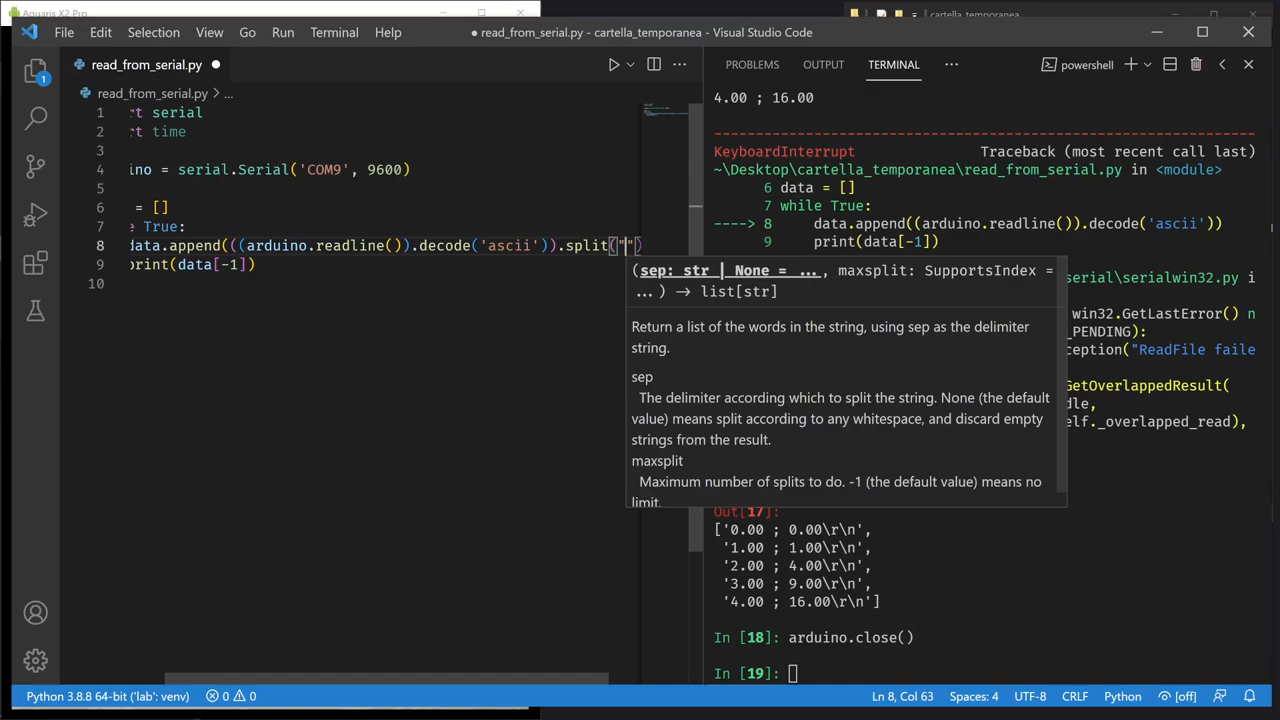 Aquaris X2 Pro
cartella_temporanea
File Edit Selection View Go Run Terminal Help
● read_from_serial.py - cartella_temporanea - Visual Studio Code
read_from_serial.py ●
read_from_serial.py > ...
1 rt serial
2 rt time
3
4 ino = serial.Serial('COM9', 9600)
5
6 = []
7 e True:
8 data.append(((arduino.readline()).decode('ascii')).split("")
9 print(data[-1])
10
(sep: str | None = ..., maxsplit: SupportsIndex =
...) -> list[str]
Return a list of the words in the string, using sep as the delimiter
string.
sep
The delimiter according which to split the string. None (the default
value) means split according to any whitespace, and discard empty
strings from the result.
maxsplit
Maximum number of splits to do. -1 (the default value) means no
limit.
PROBLEMS OUTPUT TERMINAL ... powershell
4.00 ; 16.00
---------------------------------------------------------------------------
KeyboardInterrupt Traceback (most recent call last)
~\Desktop\cartella_temporanea\read_from_serial.py in <module>
6 data = []
7 while True:
----> 8 data.append((arduino.readline()).decode('ascii'))
9 print(data[-1])
serial\serialwin32.py i
win32.GetLastError() n
_PENDING):
ception("ReadFile faile
GetOverlappedResult(
dle,
elf._overlapped_read),
Out[17]:
['0.00 ; 0.00\r\n',
'1.00 ; 1.00\r\n',
'2.00 ; 4.00\r\n',
'3.00 ; 9.00\r\n',
'4.00 ; 16.00\r\n']
In [18]: arduino.close()
In [19]:
1
Python 3.8.8 64-bit ('lab': venv) 0 0 Ln 8, Col 63 Spaces: 4 UTF-8 CRLF Python [off]